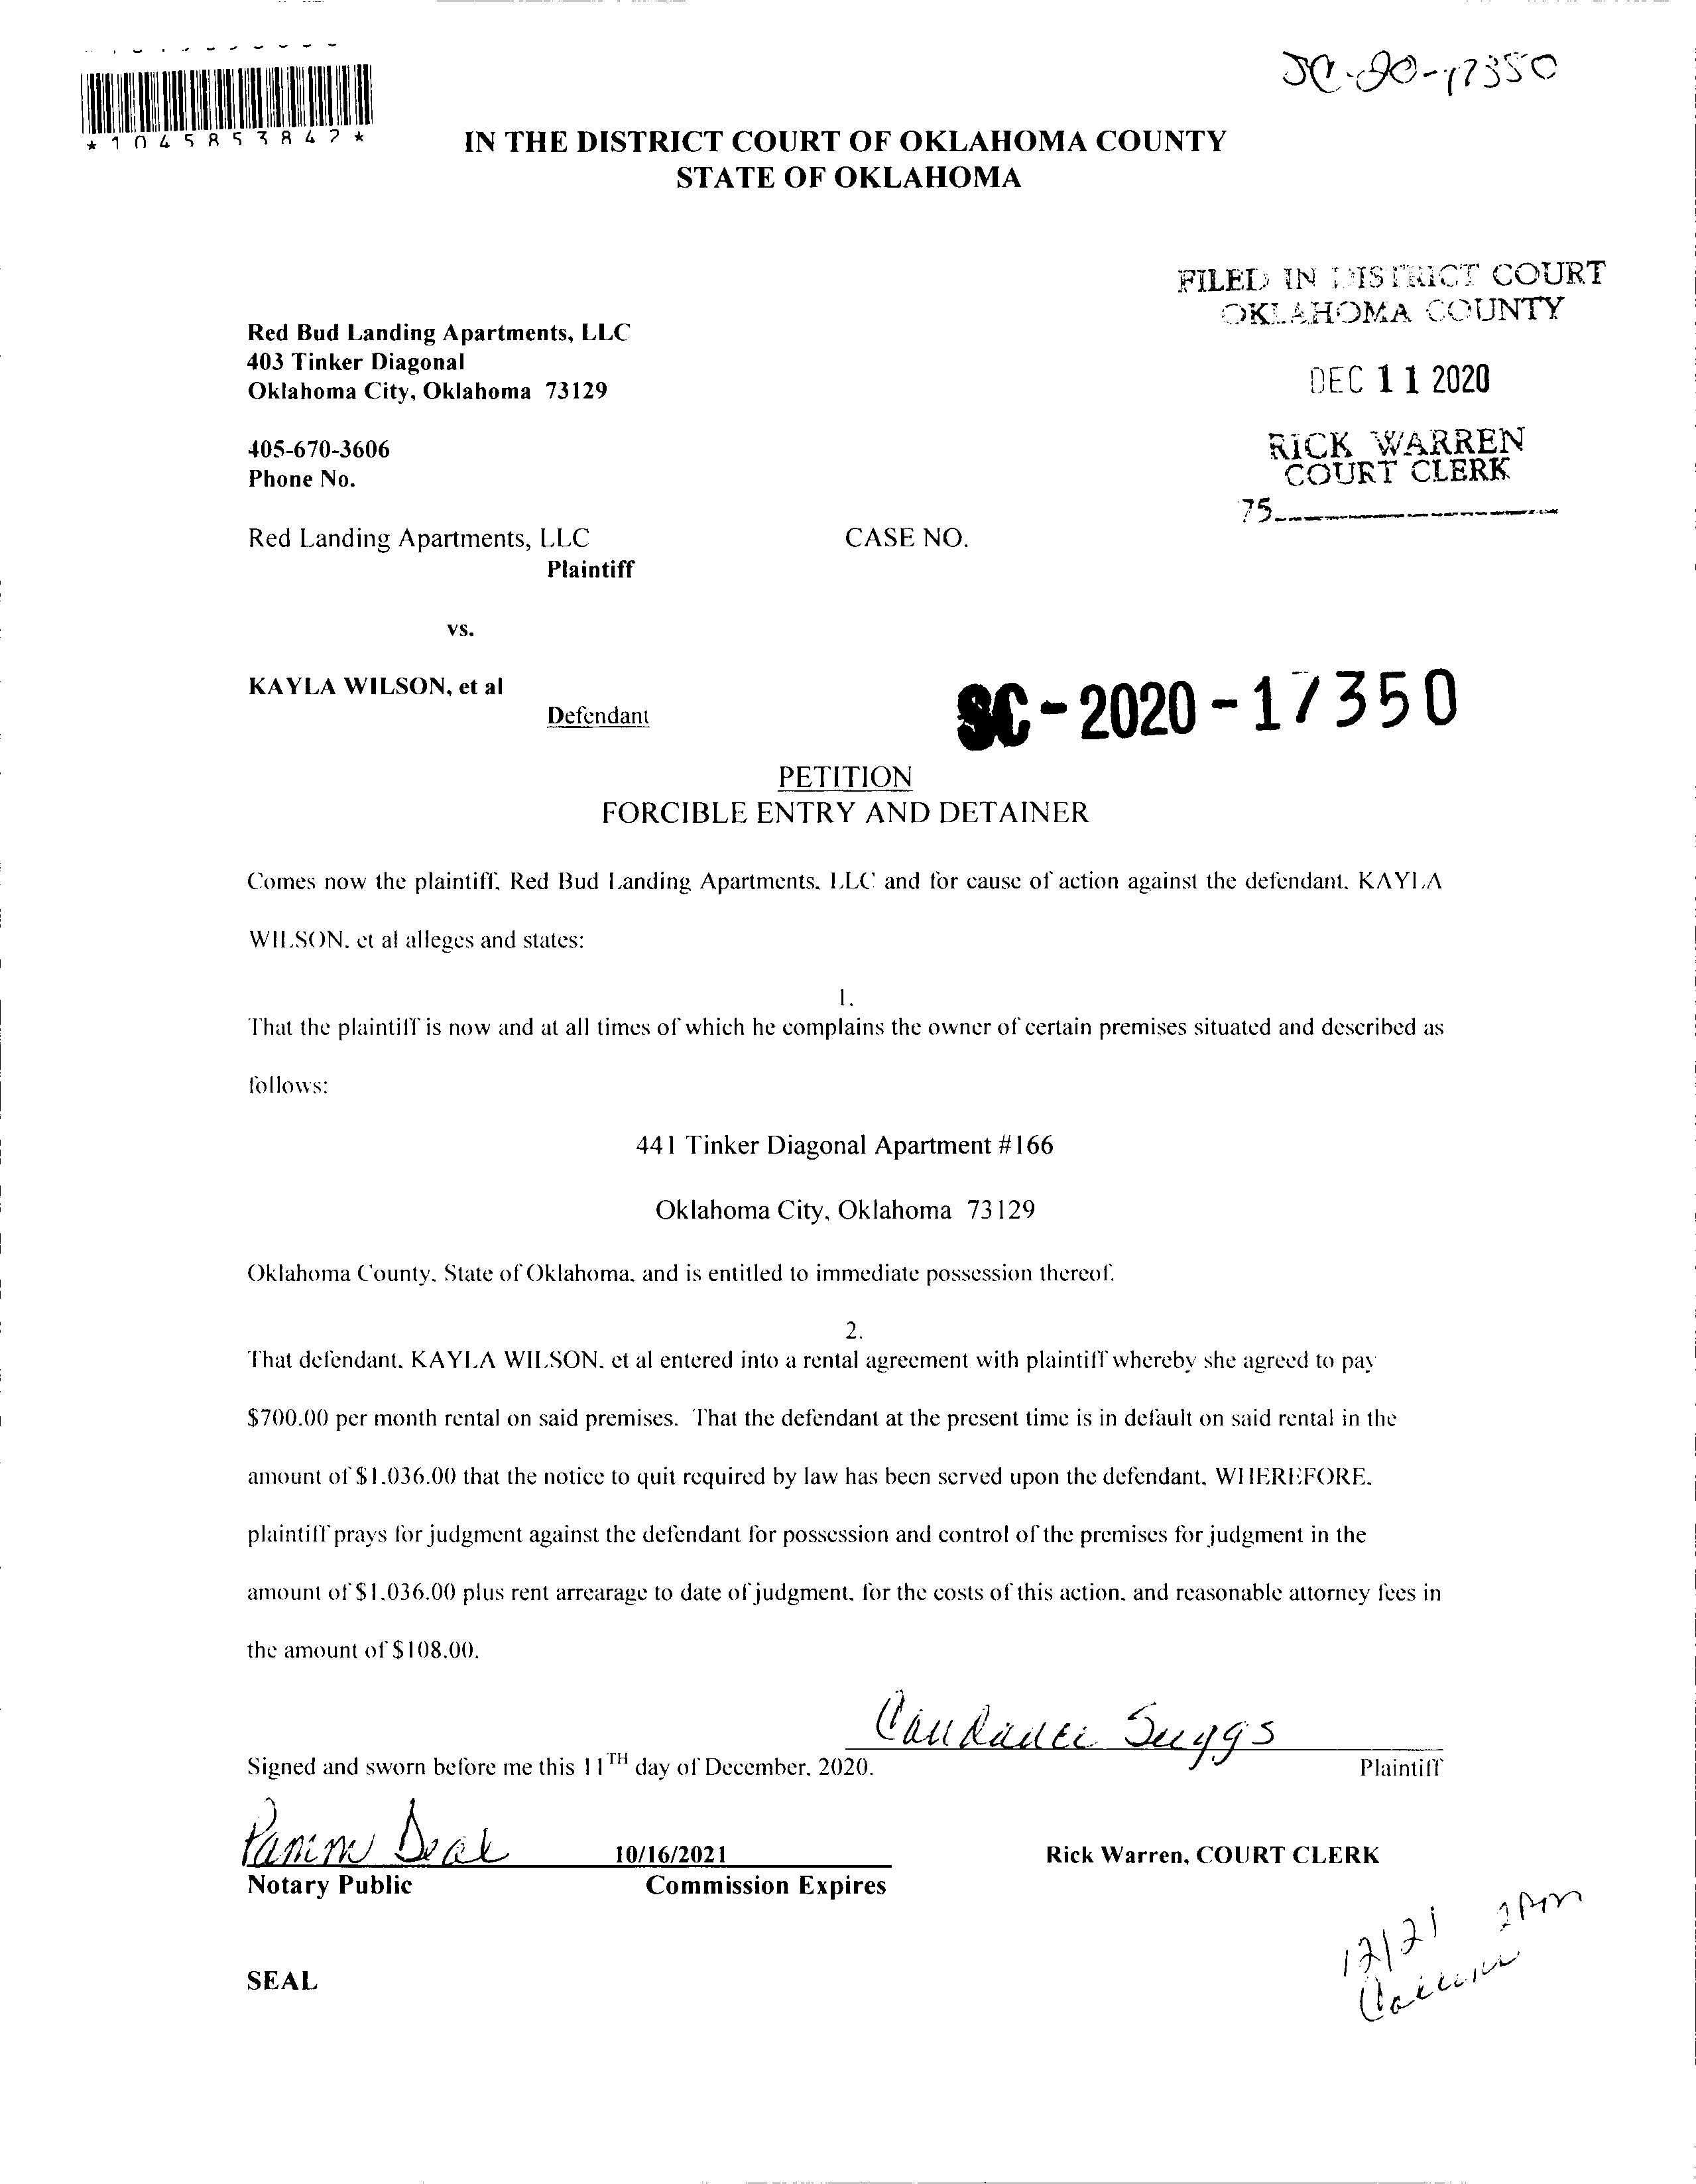 SC-20-17350
*1045853847*
IN THE DISTRICT COURT OF OKLAHOMA COUNTY
STATE OF OKLAHOMA
FILED IN DISTRICT COURT
OKLAHOMA COUNTY
Red Bud Landing Apartments, LLC
403 Tinker Diagonal
Oklahoma City, Oklahoma 73129
DEC 11 2020
405-670-3606
Phone No.
RICK WARREN
COURT CLERK
75
Red Landing Apartments, LLC CASE NO.
Plaintiff
vs.
KAYLA WILSON, et al
Defendant
SC-2020-17350
PETITION
FORCIBLE ENTRY AND DETAINER
Comes now the plaintiff, Red Bud Landing Apartments, LLC and for cause of action against the defendant, KAYLA
WILSON, et al alleges and states:
1.
That the plaintiff is now and at all times of which he complains the owner of certain premises situated and described as
follows:
441 Tinker Diagonal Apartment #166
Oklahoma City, Oklahoma 73129
Oklahoma County, State of Oklahoma, and is entitled to immediate possession thereof.
2.
That defendant, KAYLA WILSON, et al entered into a rental agreement with plaintiff whereby she agreed to pay
$700.00 per month rental on said premises. That the defendant at the present time is in default on said rental in the
amount of $1,036.00 that the notice to quit required by law has been served upon the defendant, WHEREFORE,
plaintiff prays for judgment against the defendant for possession and control of the premises for judgment in the
amount of $1,036.00 plus rent arrearage to date of judgment, for the costs of this action, and reasonable attorney fees in
the amount of $108.00.
Candance Suggs
Signed and sworn before me this 11TH day of December, 2020. Plaintiff
Deal
10/16/2021 Rick Warren, COURT CLERK
Notary Public Commission Expires
12/21 2pm
SEAL